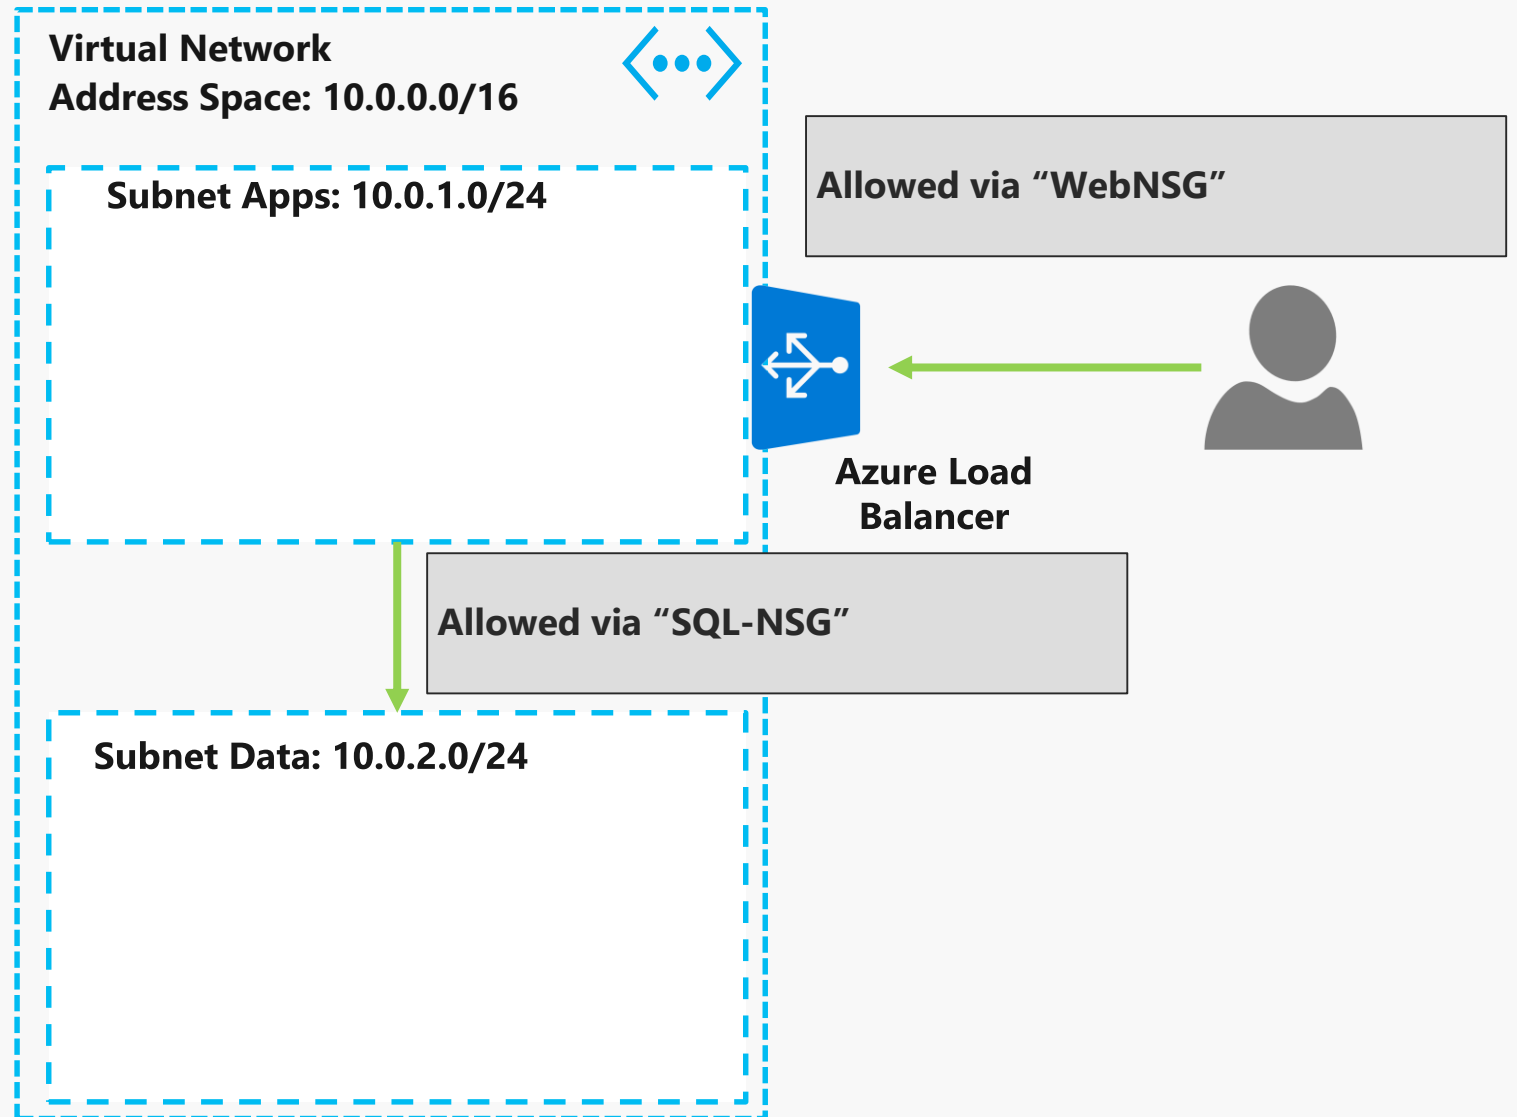 Virtual Network
Address Space: 10.0.0.0/16
Allowed via “WebNSG”
Subnet Apps: 10.0.1.0/24
Azure Load
Balancer
Allowed via “SQL-NSG”
Subnet Data: 10.0.2.0/24